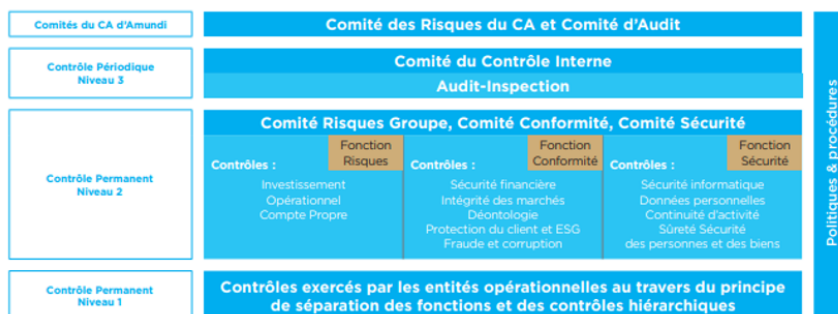 Comités du CA d'Amundi
Comité des Risques du CA et Comité d'Audit
Contrôle Périodique
Niveau 3
Comité du Contrôle Interne
Audit-Inspection
Contrôle Permanent
Niveau 2
Comité Risques Groupe, Comité Conformité, Comité Sécurité
Contrôles :
Fonction
Risques
Investissement
Opérationnel
Compte Propre
Contrôles :
Fonction
Conformité
Sécurité financière
Intégrité des marchés
Déontologie
Protection du client et ESG
Fraude et corruption
Contrôles :
Fonction
Sécurité
Sécurité informatique
Données personnelles
Continuité d'activité
Sûreté Sécurité
des personnes et des biens
Contrôle Permanent
Niveau 1
Contrôles exercés par les entités opérationnelles au travers du principe
de séparation des fonctions et des contrôles hiérarchiques
Politiques & procédures